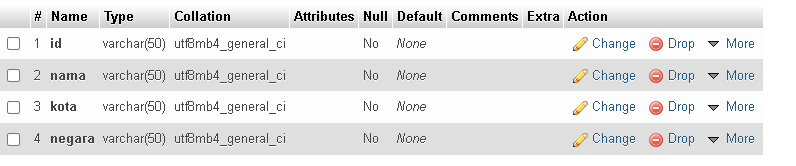 # Name Type Collation Attributes Null Default Comments Extra Action
1 id varchar(50) utf8mb4_general_ci No None Change Drop More
2 nama varchar(50) utf8mb4_general_ci No None Change Drop More
3 kota varchar(50) utf8mb4_general_ci No None Change Drop More
4 negara varchar(50) utf8mb4_general_ci No None Change Drop More